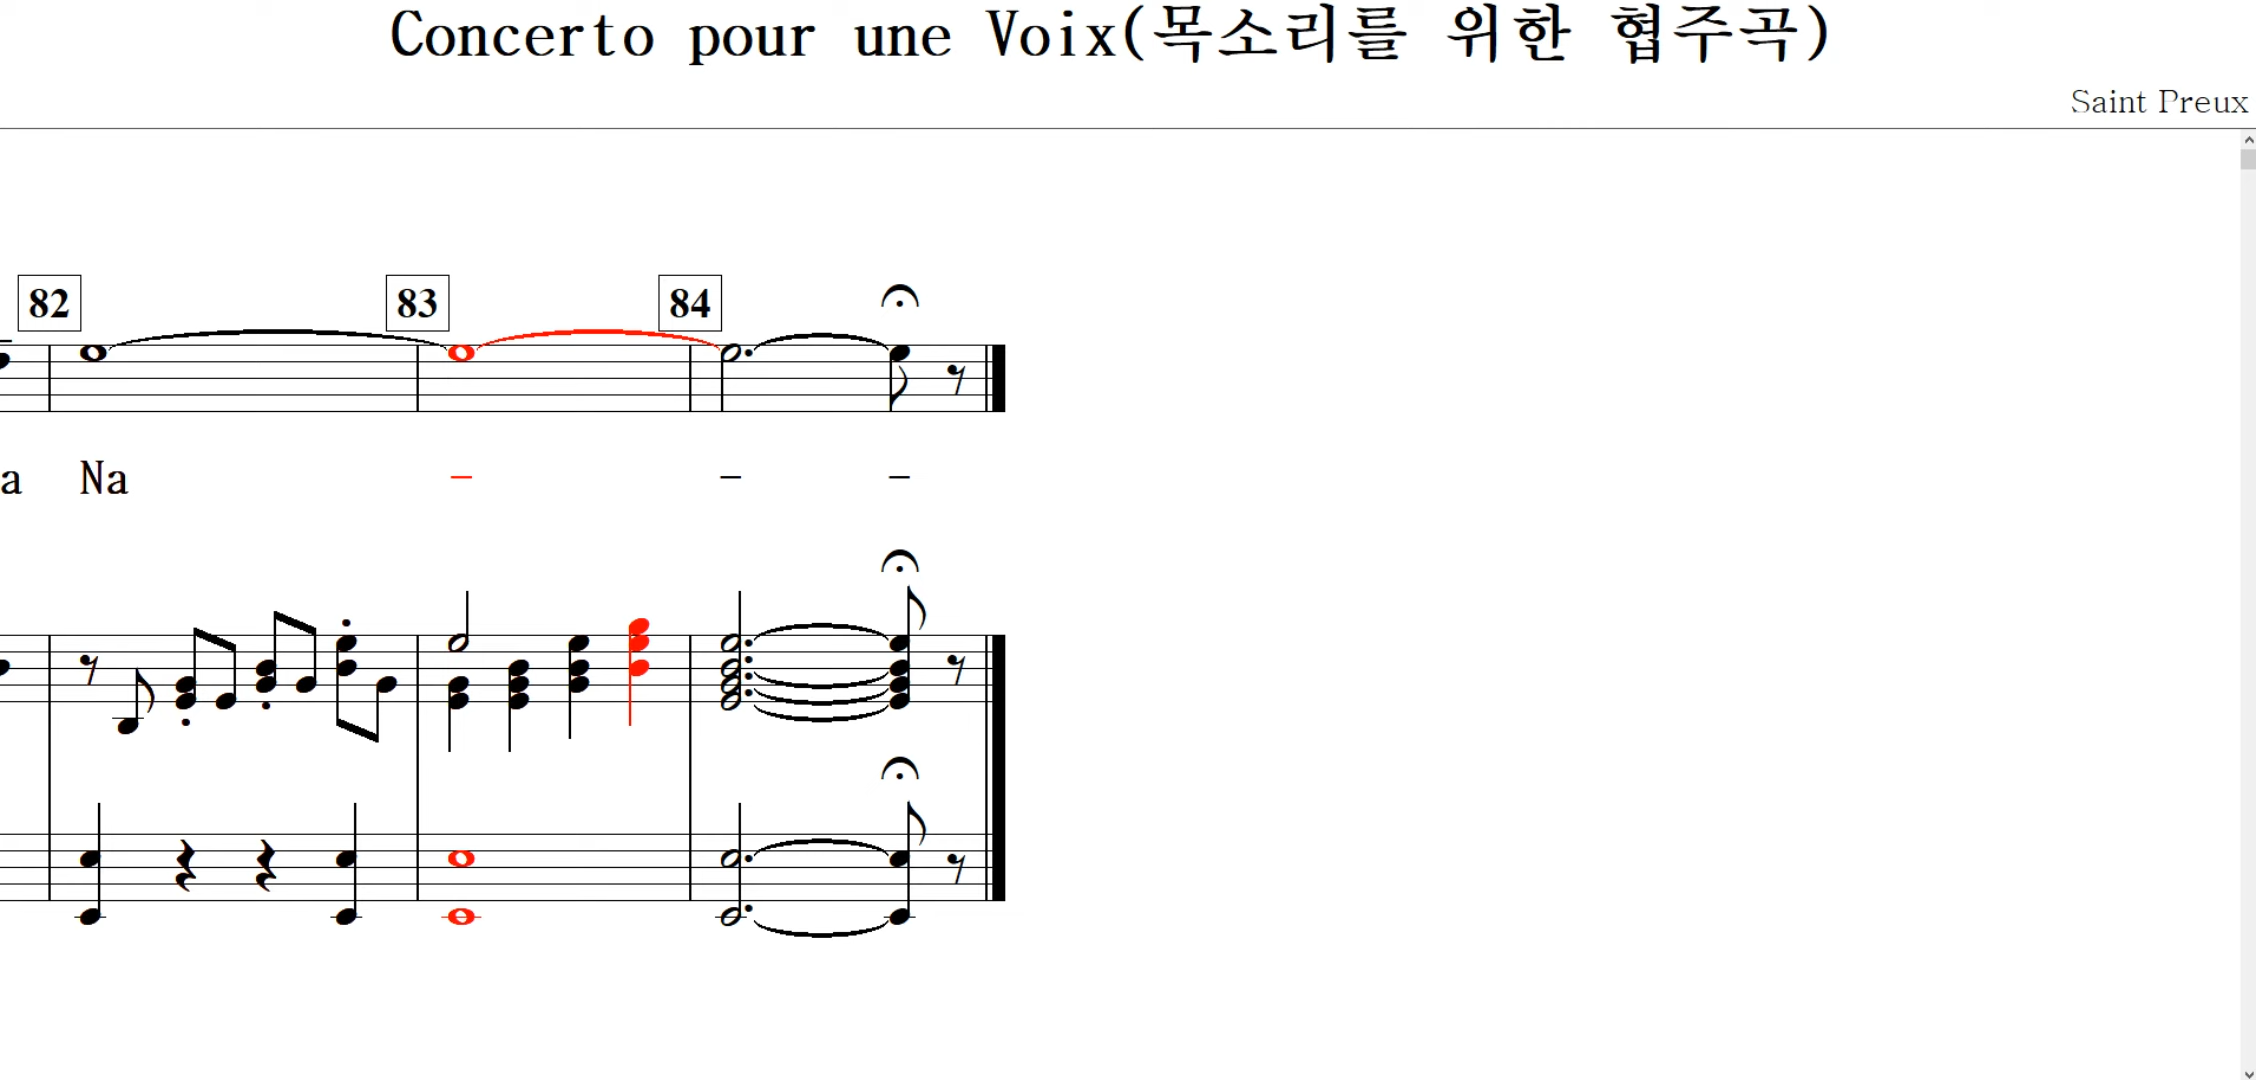 Concerto pour une Voix(목소리를 위한 협주곡)
Saint Preux
82 83 84
a Na - - -